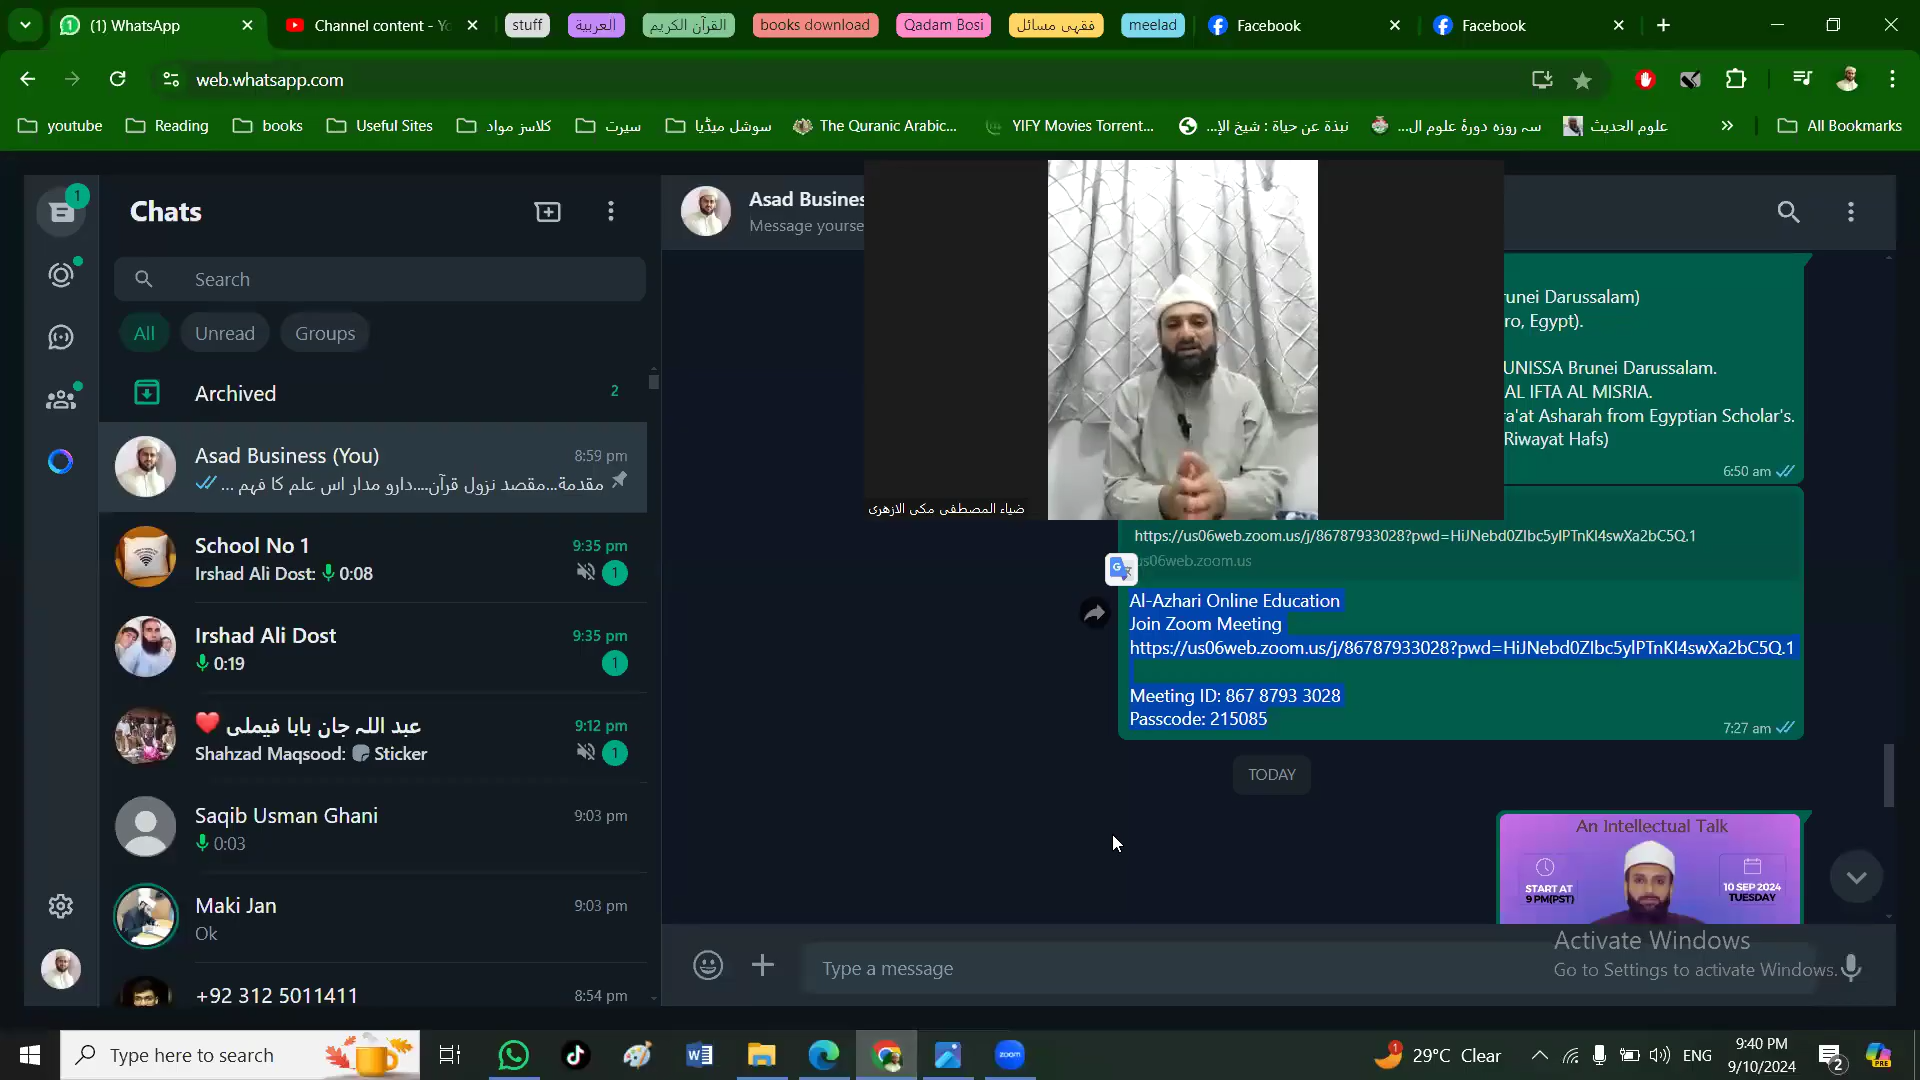 (1) WhatsApp
Channel content - Yo
stuff
العربية
القرآن الكريم
books download
Qadam Bosi
فقہی مسائل
meelad
Facebook
Facebook
web.whatsapp.com
youtube
Reading
books
Useful Sites
کلاسز مواد
سیرت
سوشل میڈیا
The Quranic Arabic...
YIFY Movies Torrent...
نبذة عن حياة : شيخ الإ...
سہ روزہ دورۂ علوم ال...
علوم الحدیث
All Bookmarks
1
Chats
Search
All
Unread
Groups
Archived
2
Asad Business (You)
8:59 pm
مقدمة...مقصد نزول قرآن....دارو مدار اس علم کا فہم ...
School No 1
9:35 pm
Irshad Ali Dost: 0:08
1
Irshad Ali Dost
9:35 pm
0:19
1
عبد اللہ جان بابا فیملی ❤️
9:12 pm
Shahzad Maqsood: Sticker
1
Saqib Usman Ghani
9:03 pm
0:03
Maki Jan
9:03 pm
Ok
+92 312 5011411
8:54 pm
Asad Busines
Message yourse
ضیاء المصطفی مکی الازھری
runei Darussalam)
ro, Egypt).
UNISSA Brunei Darussalam.
AL IFTA AL MISRIA.
ra'at Asharah from Egyptian Scholar's.
Riwayat Hafs)
6:50 am
https://us06web.zoom.us/j/86787933028?pwd=HiJNebd0ZIbc5ylPTnKI4swXa2bC5Q.1
us06web.zoom.us
Al-Azhari Online Education
Join Zoom Meeting
https://us06web.zoom.us/j/86787933028?pwd=HiJNebd0ZIbc5ylPTnKI4swXa2bC5Q.1
Meeting ID: 867 8793 3028
Passcode: 215085
7:27 am
TODAY
An Intellectual Talk
START AT
9 PM(PST)
10 SEP 2024
TUESDAY
Activate Windows
Go to Settings to activate Windows.
Type a message
Type here to search
zoom
1
29°C Clear
ENG
9:40 PM
9/10/2024
2
PRE